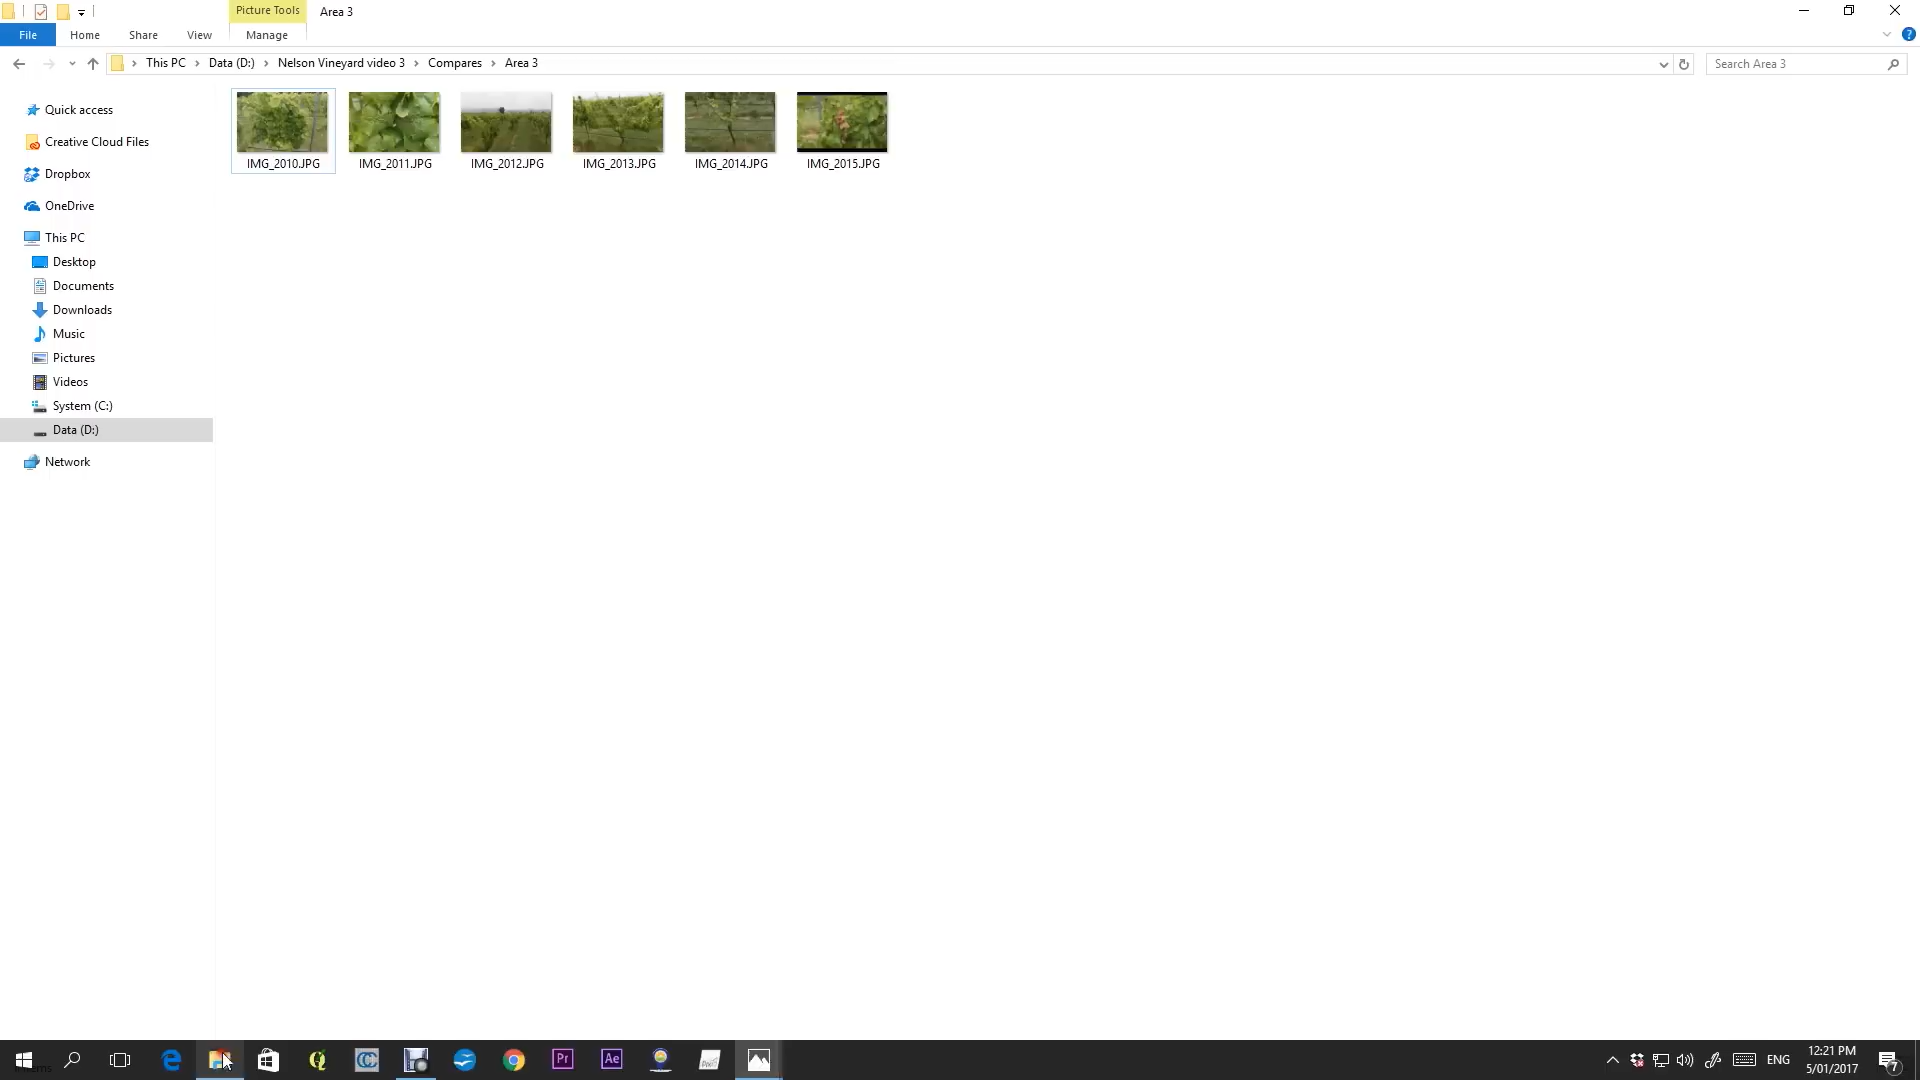 Picture Tools
Area 3
File
Home
Share
View
Manage
This PC
Data (D:)
Nelson Vineyard video 3
Compares
Area 3
Search Area 3
Quick access
Creative Cloud Files
Dropbox
OneDrive
This PC
Desktop
Documents
Downloads
Music
Pictures
Videos
System (C:)
Data (D:)
Network
IMG_2010.JPG
IMG_2011.JPG
IMG_2012.JPG
IMG_2013.JPG
IMG_2014.JPG
IMG_2015.JPG
Pr
Ae
ENG
12:21 PM
5/01/2017
7